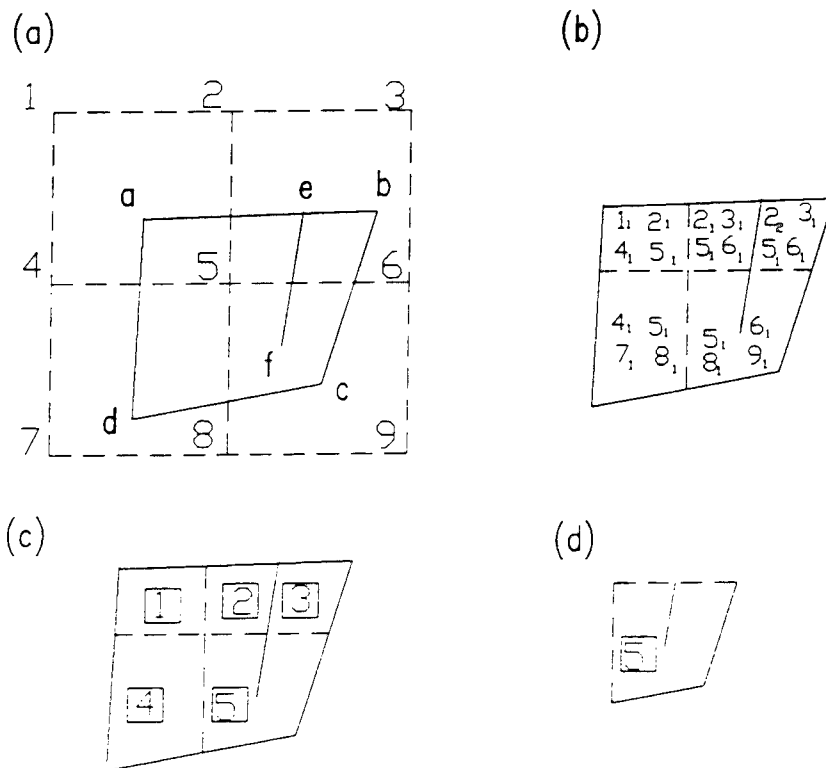 (a)
(b)
1 2 3
a e b
4 5 6
f
c
d
7 8 9
1₁ 2₁ 2₁ 3₁ 2₂ 3₁
4₁ 5₁ 5₁ 6₁ 5₁ 6₁
4₁ 5₁ 5₁ 6₁
7₁ 8₁ 8₁ 9₁
(c)
(d)
1 2 3
4 5
5